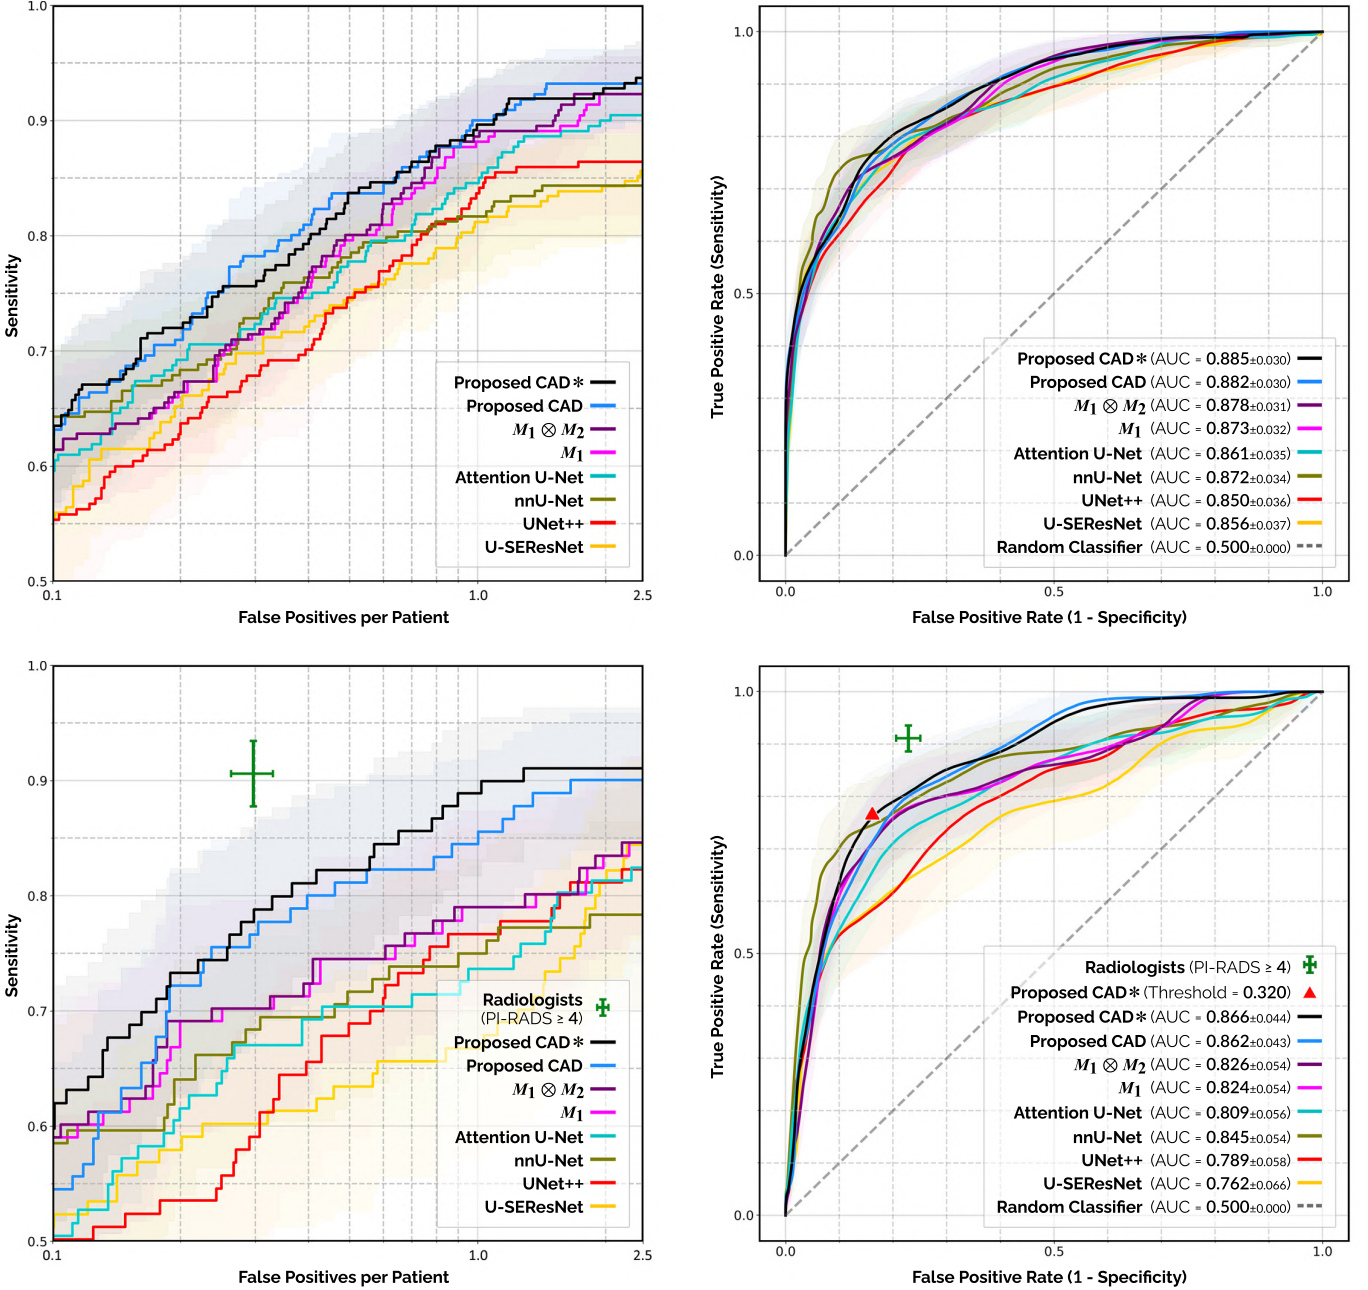 1.0
0.9
0.8
0.7
0.6
0.5
Sensitivity
Proposed CAD*
Proposed CAD
M1 ⊗ M2
M1
Attention U-Net
nnU-Net
UNet++
U-SEResNet
0.1
1.0
2.5
False Positives per Patient
1.0
0.5
0.0
True Positive Rate (Sensitivity)
Proposed CAD* (AUC = 0.885±0.030)
Proposed CAD (AUC = 0.882±0.030)
M1 ⊗ M2 (AUC = 0.878±0.031)
M1 (AUC = 0.873±0.032)
Attention U-Net (AUC = 0.861±0.035)
nnU-Net (AUC = 0.872±0.034)
UNet++ (AUC = 0.850±0.036)
U-SEResNet (AUC = 0.856±0.037)
Random Classifier (AUC = 0.500±0.000)
0.0
0.5
1.0
False Positive Rate (1 - Specificity)
1.0
0.9
0.8
0.7
0.6
0.5
Sensitivity
Radiologists
(PI-RADS ≥ 4)
Proposed CAD*
Proposed CAD
M1 ⊗ M2
M1
Attention U-Net
nnU-Net
UNet++
U-SEResNet
0.1
1.0
2.5
False Positives per Patient
1.0
0.5
0.0
True Positive Rate (Sensitivity)
Radiologists (PI-RADS ≥ 4)
Proposed CAD* (Threshold = 0.320)
Proposed CAD* (AUC = 0.866±0.044)
Proposed CAD (AUC = 0.862±0.043)
M1 ⊗ M2 (AUC = 0.826±0.054)
M1 (AUC = 0.824±0.054)
Attention U-Net (AUC = 0.809±0.056)
nnU-Net (AUC = 0.845±0.054)
UNet++ (AUC = 0.789±0.058)
U-SEResNet (AUC = 0.762±0.066)
Random Classifier (AUC = 0.500±0.000)
0.0
0.5
1.0
False Positive Rate (1 - Specificity)